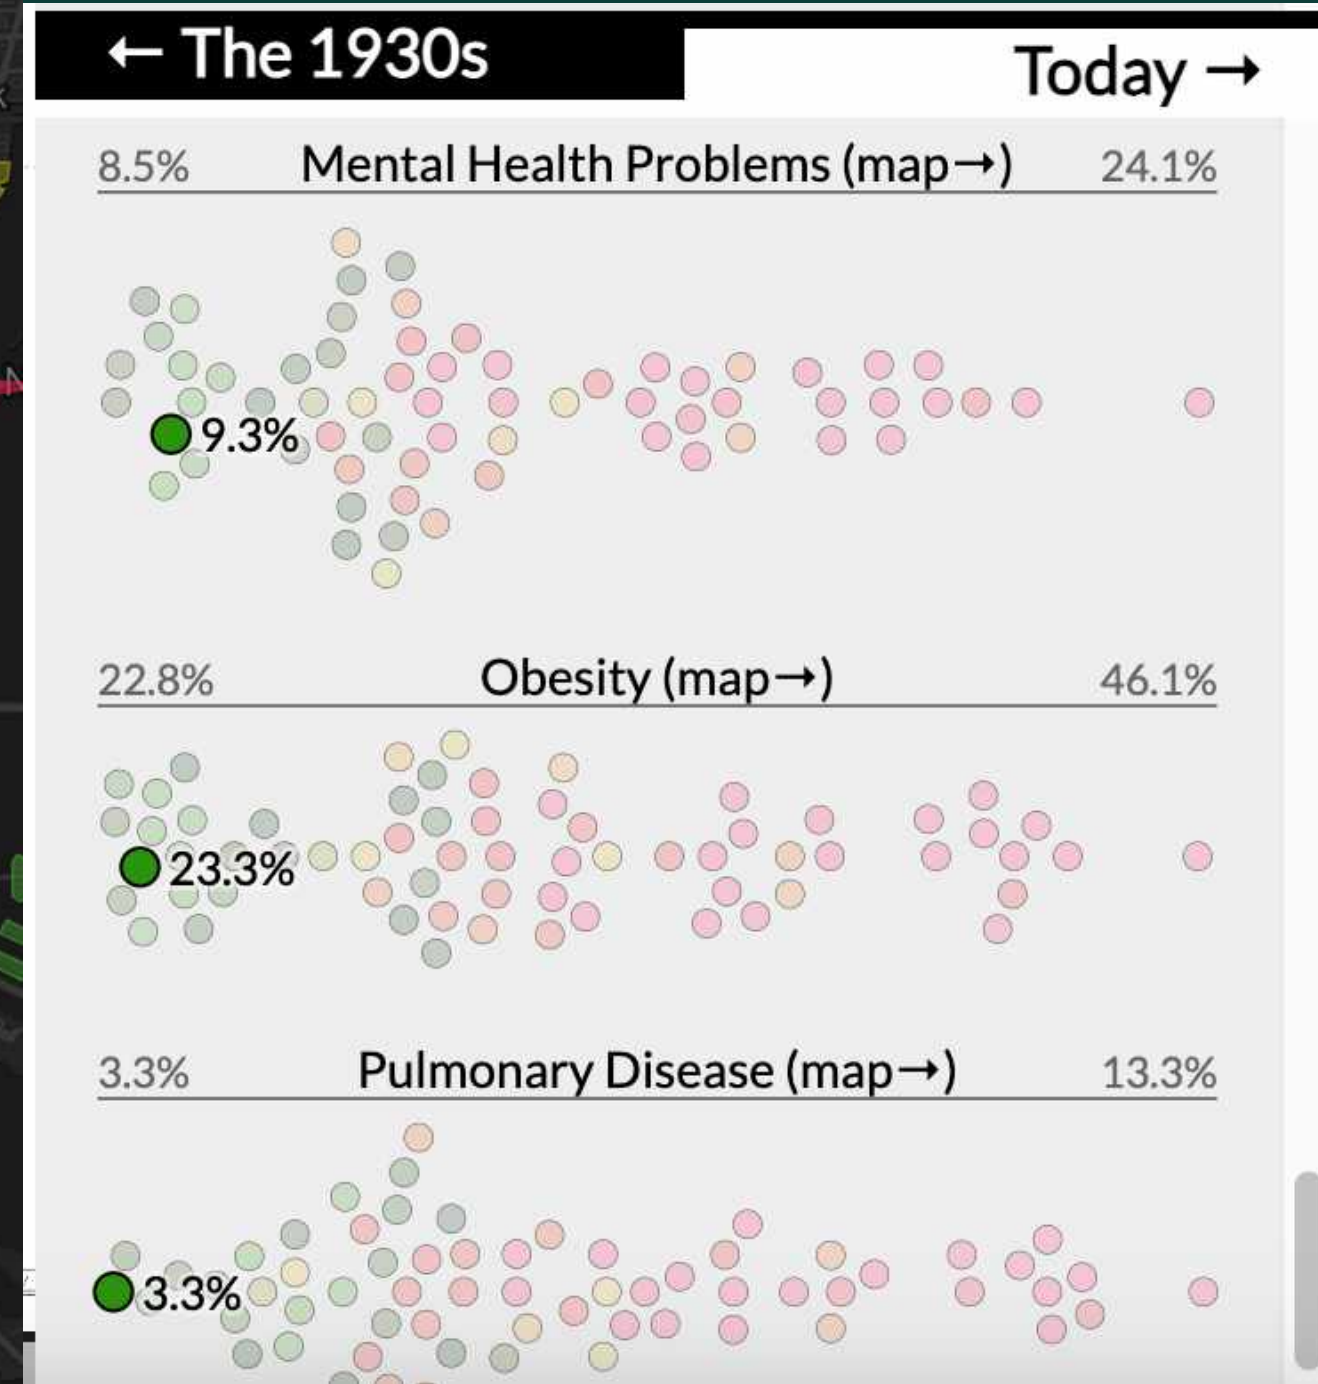 ← The 1930s
Today →
8.5% Mental Health Problems (map→) 24.1%
9.3%
22.8% Obesity (map→) 46.1%
23.3%
3.3% Pulmonary Disease (map→) 13.3%
3.3%